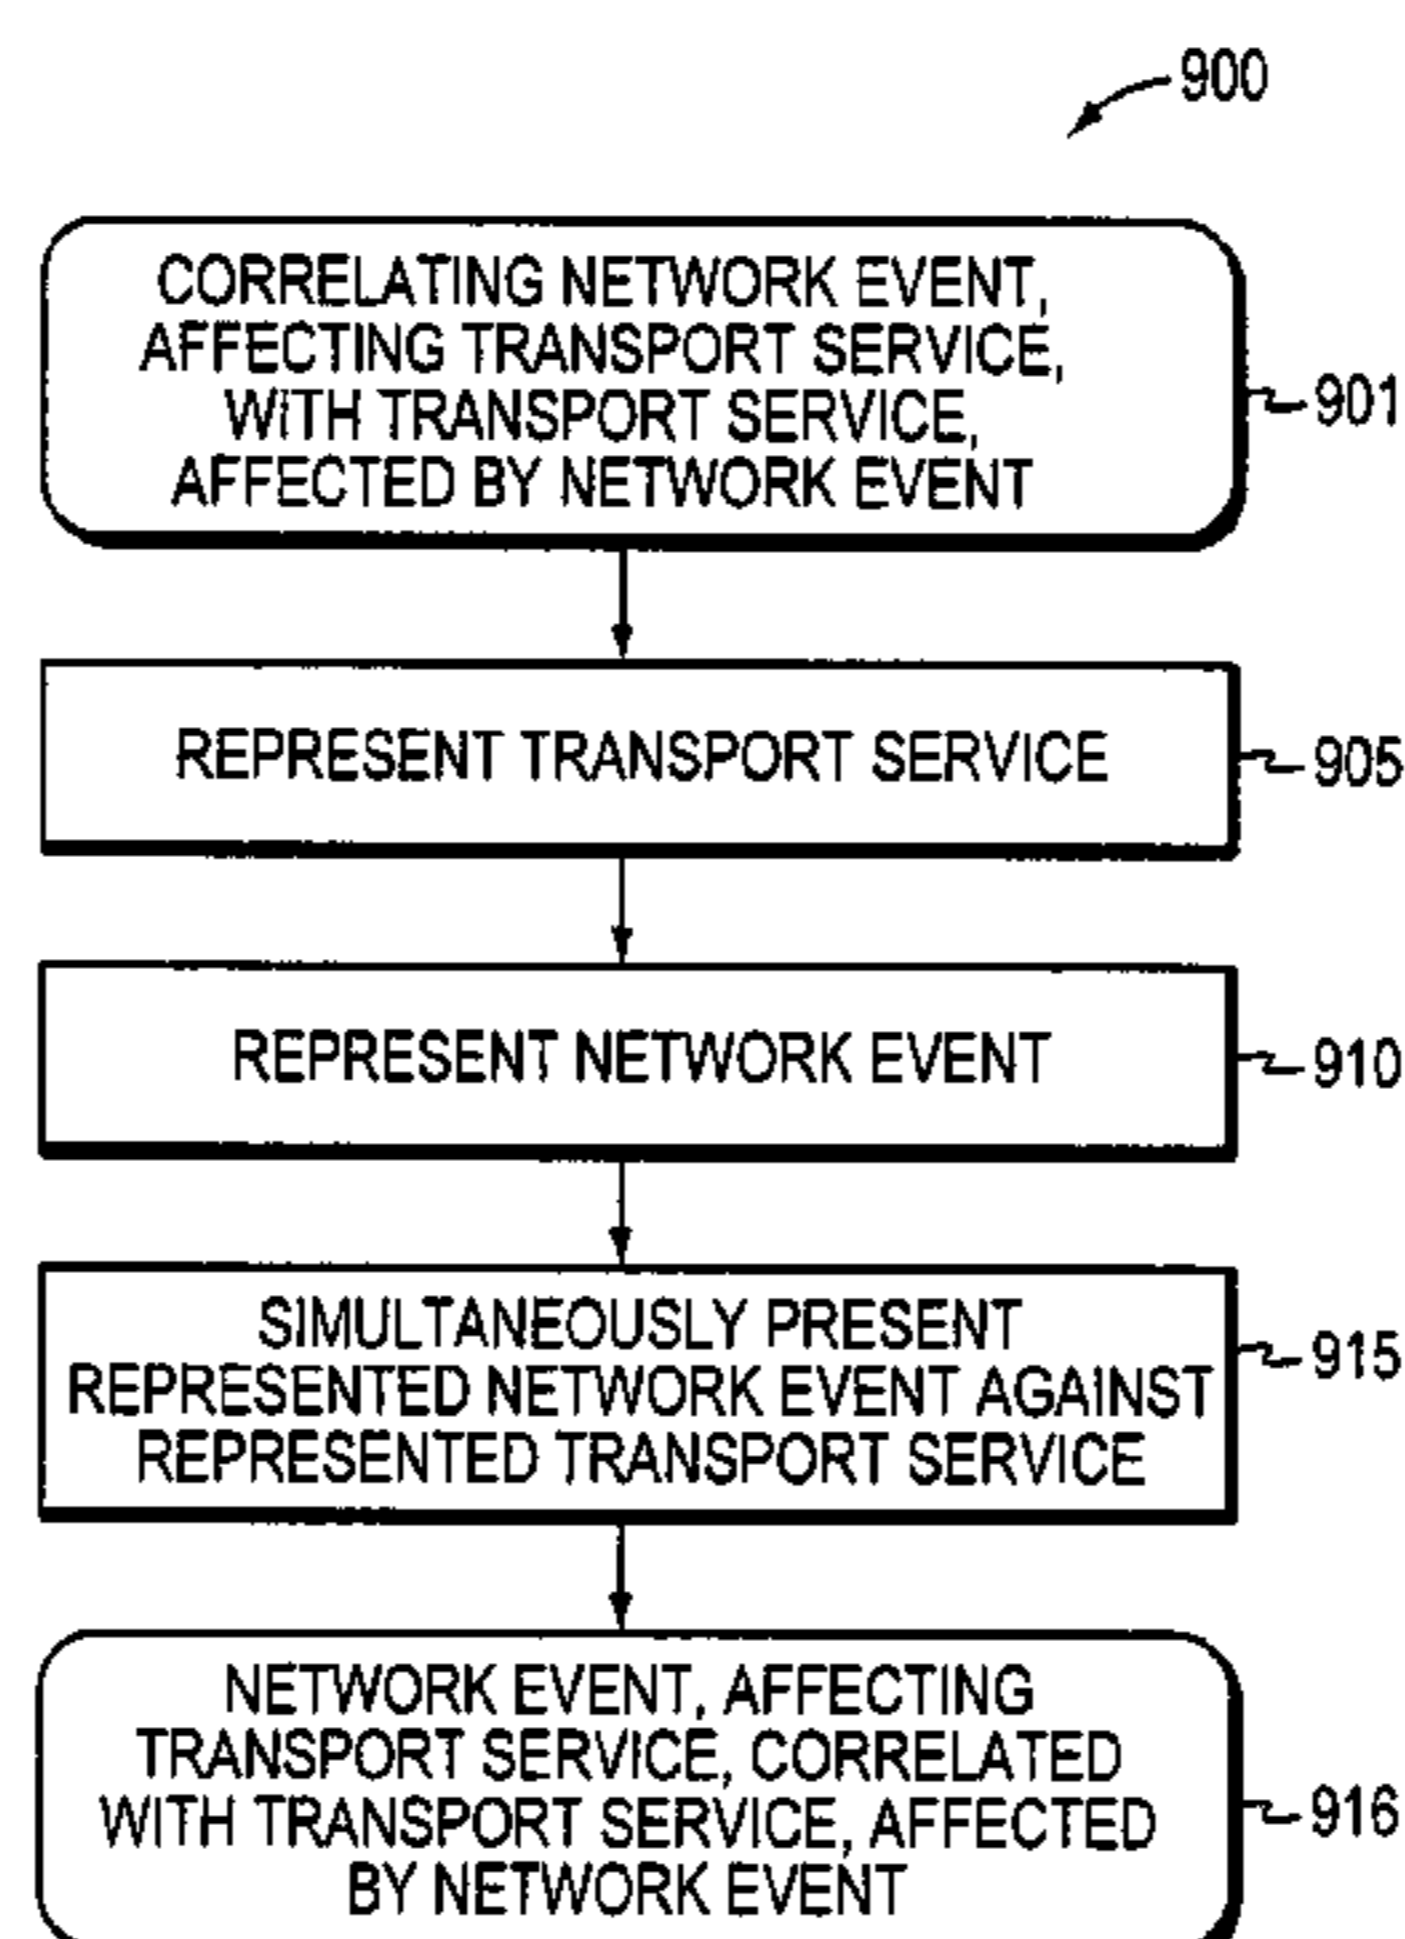 900
CORRELATING NETWORK EVENT,
AFFECTING TRANSPORT SERVICE,
WITH TRANSPORT SERVICE,
AFFECTED BY NETWORK EVENT
901
REPRESENT TRANSPORT SERVICE
905
REPRESENT NETWORK EVENT
910
SIMULTANEOUSLY PRESENT
REPRESENTED NETWORK EVENT AGAINST
REPRESENTED TRANSPORT SERVICE
915
NETWORK EVENT, AFFECTING
TRANSPORT SERVICE, CORRELATED
WITH TRANSPORT SERVICE, AFFECTED
BY NETWORK EVENT
916